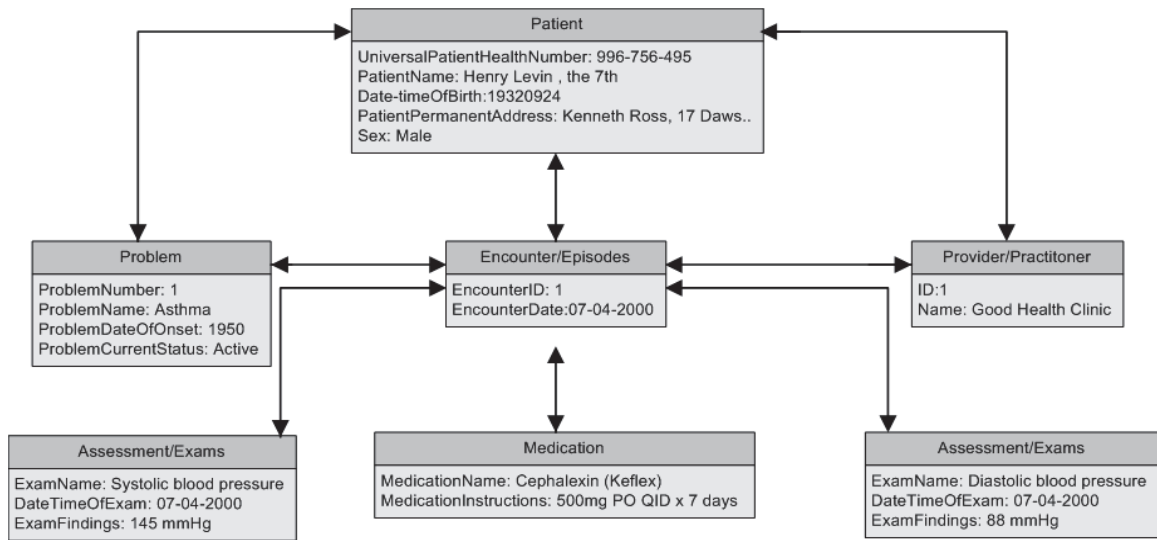 Patient
UniversalPatientHealthNumber: 996-756-495
PatientName: Henry Levin , the 7th
Date-timeOfBirth:19320924
PatientPermanentAddress: Kenneth Ross, 17 Daws..
Sex: Male
Problem
ProblemNumber: 1
ProblemName: Asthma
ProblemDateOfOnset: 1950
ProblemCurrentStatus: Active
Encounter/Episodes
EncounterID: 1
EncounterDate:07-04-2000
Provider/Practitoner
ID:1
Name: Good Health Clinic
Assessment/Exams
ExamName: Systolic blood pressure
DateTimeOfExam: 07-04-2000
ExamFindings: 145 mmHg
Medication
MedicationName: Cephalexin (Keflex)
MedicationInstructions: 500mg PO QID x 7 days
Assessment/Exams
ExamName: Diastolic blood pressure
DateTimeOfExam: 07-04-2000
ExamFindings: 88 mmHg